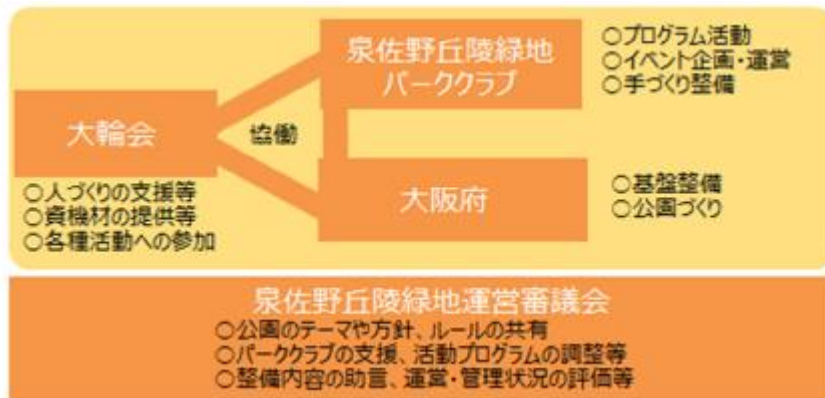 泉佐野丘陵緑地
パーククラブ
○プログラム活動
○イベント企画・運営
○手づくり整備
大輪会
協働
○人づくりの支援等
○資機材の提供等
○各種活動への参加
大阪府
○基盤整備
○公園づくり
泉佐野丘陵緑地運営審議会
○公園のテーマや方針、ルールの共有
○パーククラブの支援、活動プログラムの調整等
○整備内容の助言、運営・管理状況の評価等